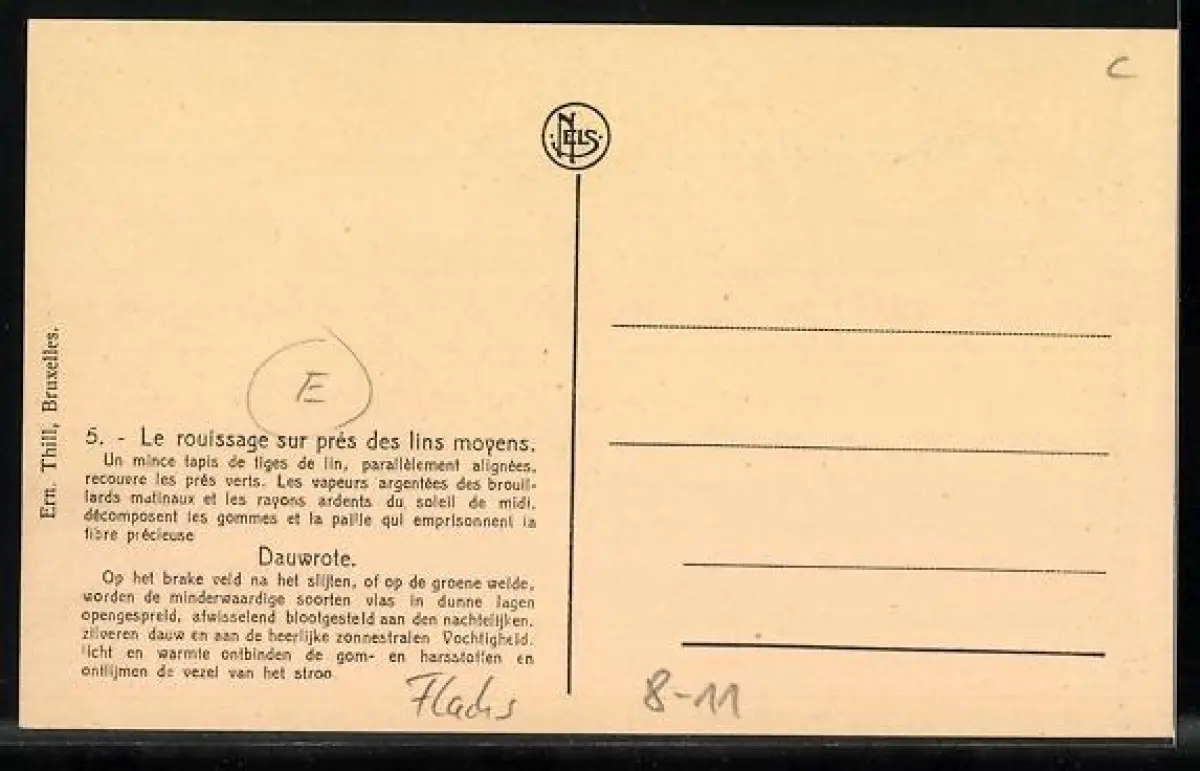 C
NELS
Ern. Thill, Bruxelles.
E
5. - Le rouissage sur prés des lins moyens.
Un mince tapis de tiges de lin, parallèlement alignées,
recouvre les prés verts. Les vapeurs argentées des brouil-
lards matinaux et les rayons ardents du soleil de midi,
décomposent les gommes et la paille qui emprisonnent la
fibre précieuse
Dauwrote.
Op het brake veld na het slijten, of op de groene weide,
worden de minderwaardige soorten vlas in dunne lagen
opengespreid, afwisselend blootgesteld aan den nachtelijken,
zilveren dauw en aan de heerlijke zonnestralen Vochtigheid,
licht en warmte ontbinden de gom- en harsstoffen en
ontlijmen de vezel van het stroo
Flachs
8-11